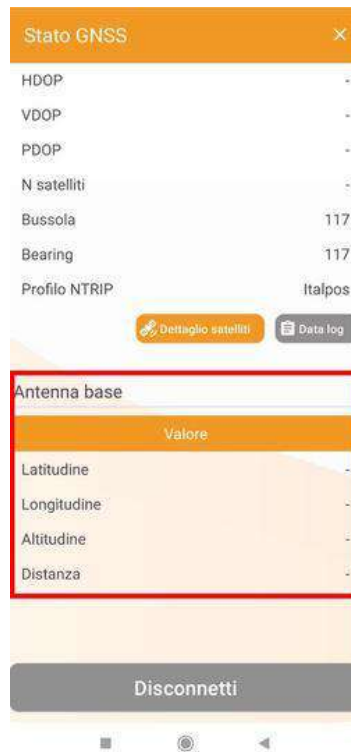 Stato GNSS ×
HDOP -
VDOP -
PDOP -
N satelliti -
Bussola 117
Bearing 117
Profilo NTRIP Italpos
Dettaglio satelliti Data log
Antenna base
Valore
Latitudine -
Longitudine -
Altitudine -
Distanza -
Disconnetti